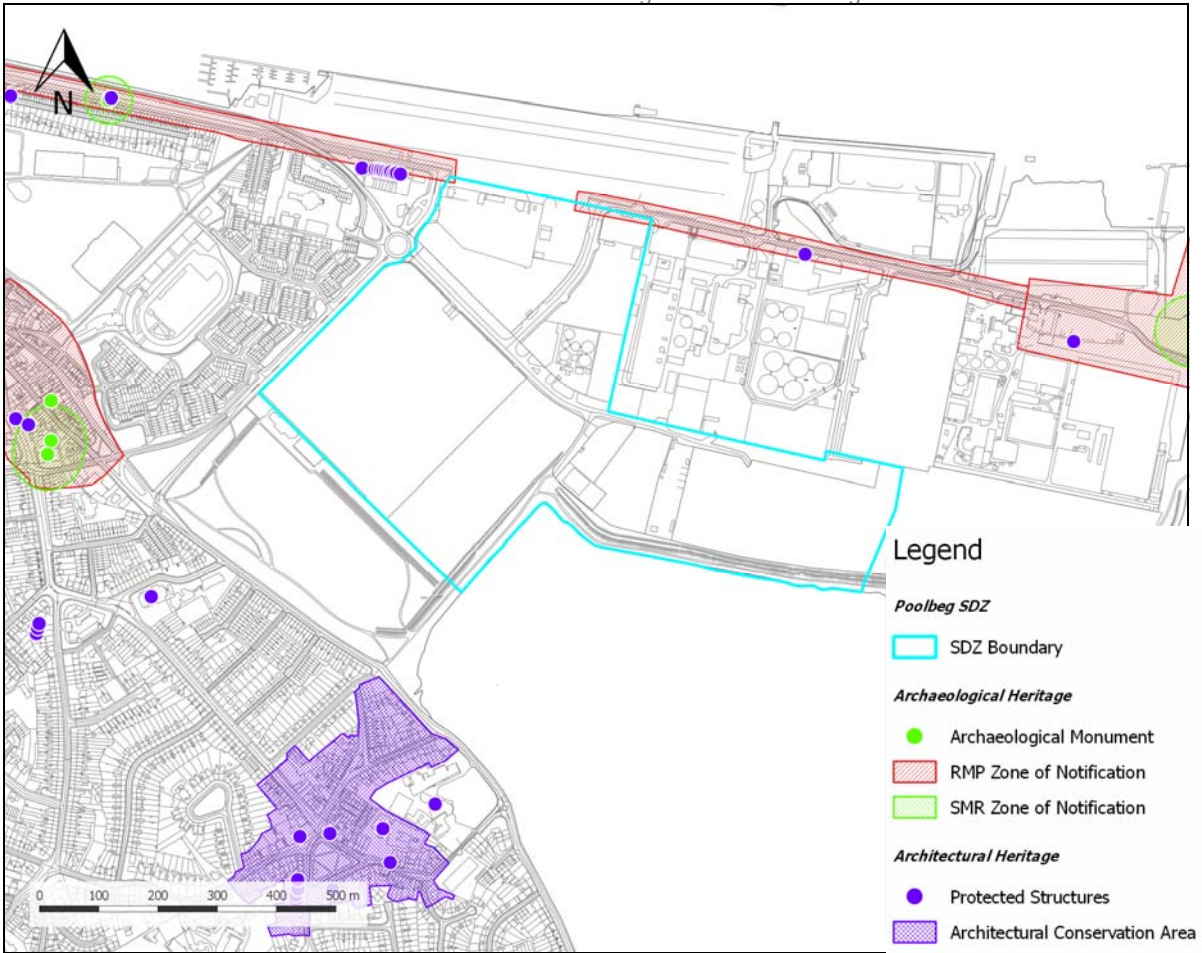 N
Legend
Poolbeg SDZ
SDZ Boundary
Archaeological Heritage
Archaeological Monument
RMP Zone of Notification
SMR Zone of Notification
Architectural Heritage
Protected Structures
Architectural Conservation Area
0 100 200 300 400 500 m